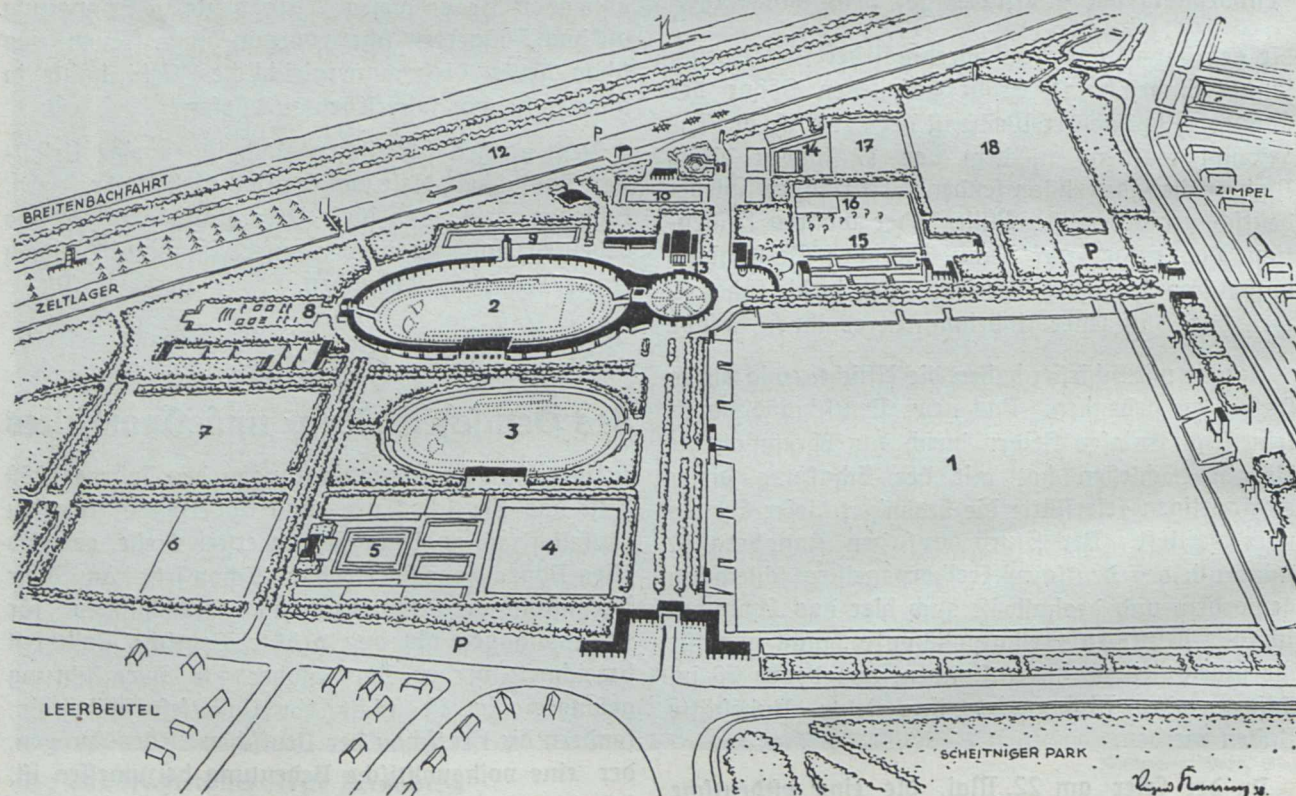 P
12
14
17
18
11
BREITENBACHFAHRT
10
16
ZIMPEL
9
15
P
13
ZELTLAGER
8
2
7
3
1
6
5
4
P
LEERBEUTEL
SCHEITNIGER PARK